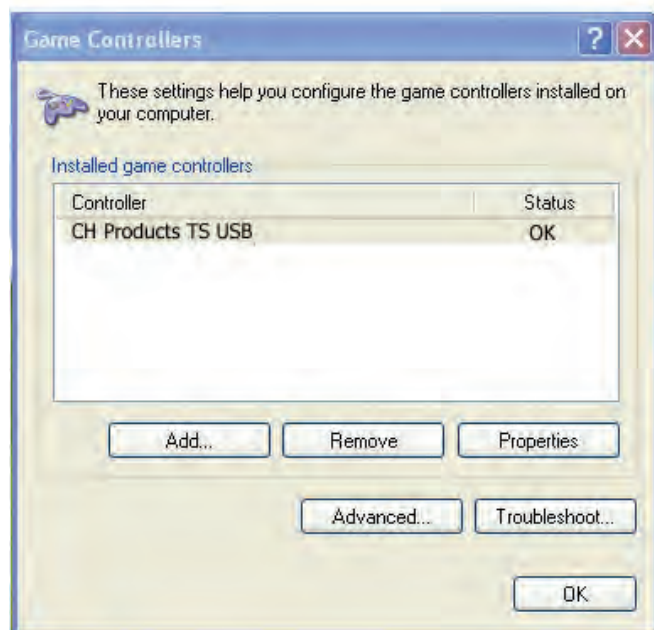 Game Controllers
These settings help you configure the game controllers installed on
your computer.
Installed game controllers
Controller Status
CH Products TS USB OK
Add... Remove Properties
Advanced... Troubleshoot...
OK